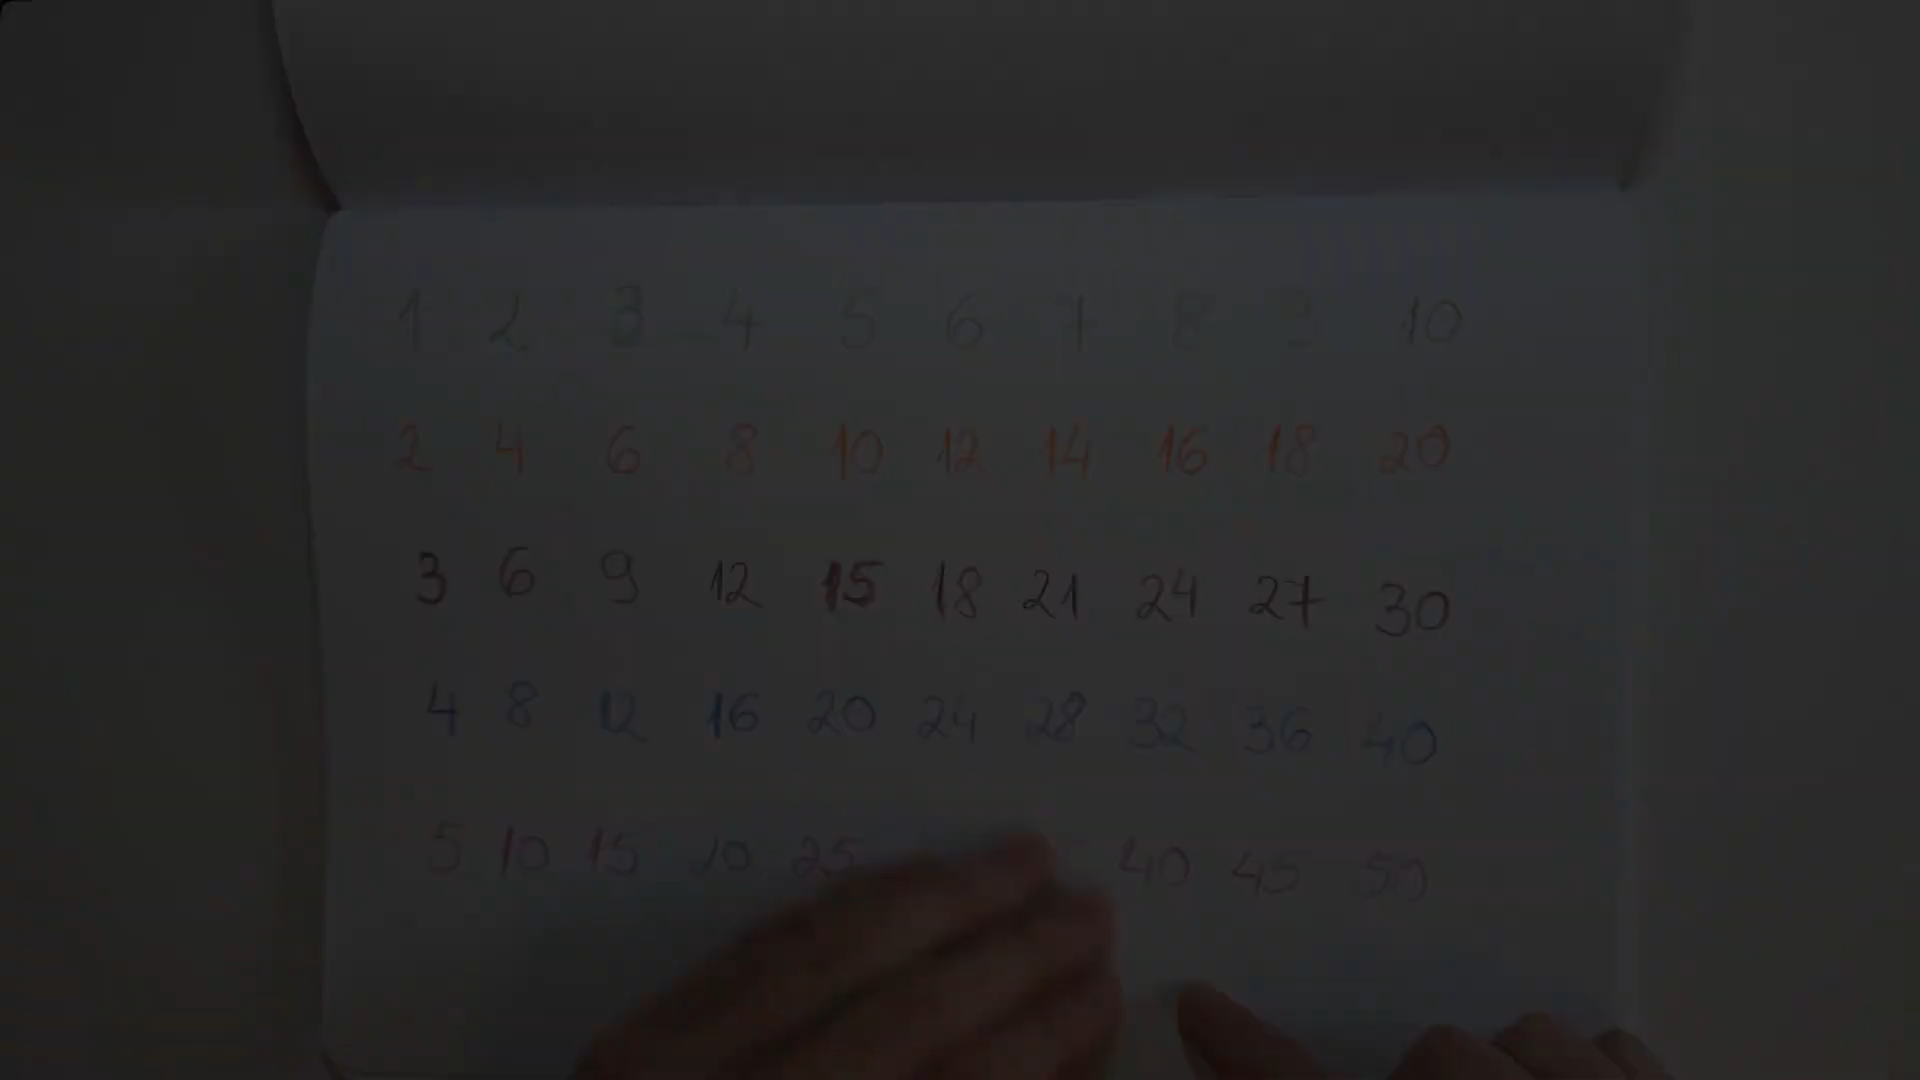 1 2 3 4 5 6 7 8 9 10
2 4 6 8 10 12 14 16 18 20
3 6 9 12 15 18 21 24 27 30
4 8 12 16 20 24 28 32 36 40
5 10 15 20 25 40 45 50